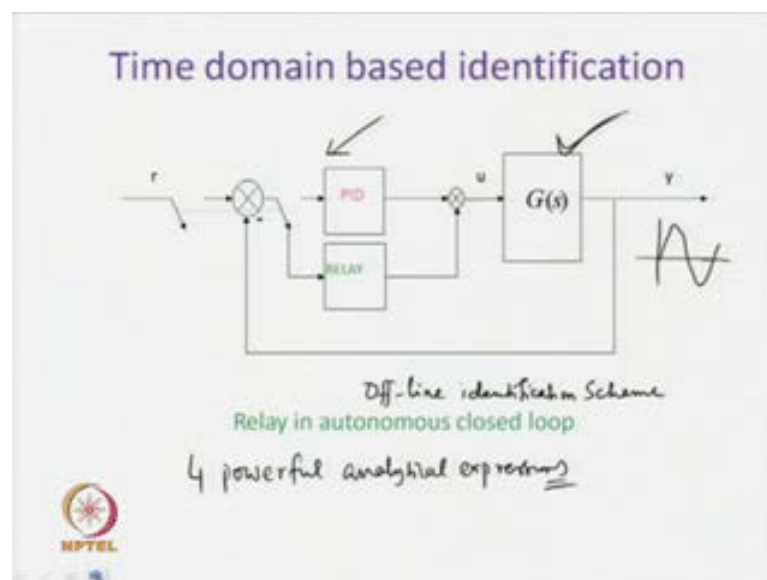 Time domain based identification
r
PID
u
G(s)
Y
-
RELAY
Off-line identification Scheme
Relay in autonomous closed loop
4 powerful analytical expressions
NPTEL